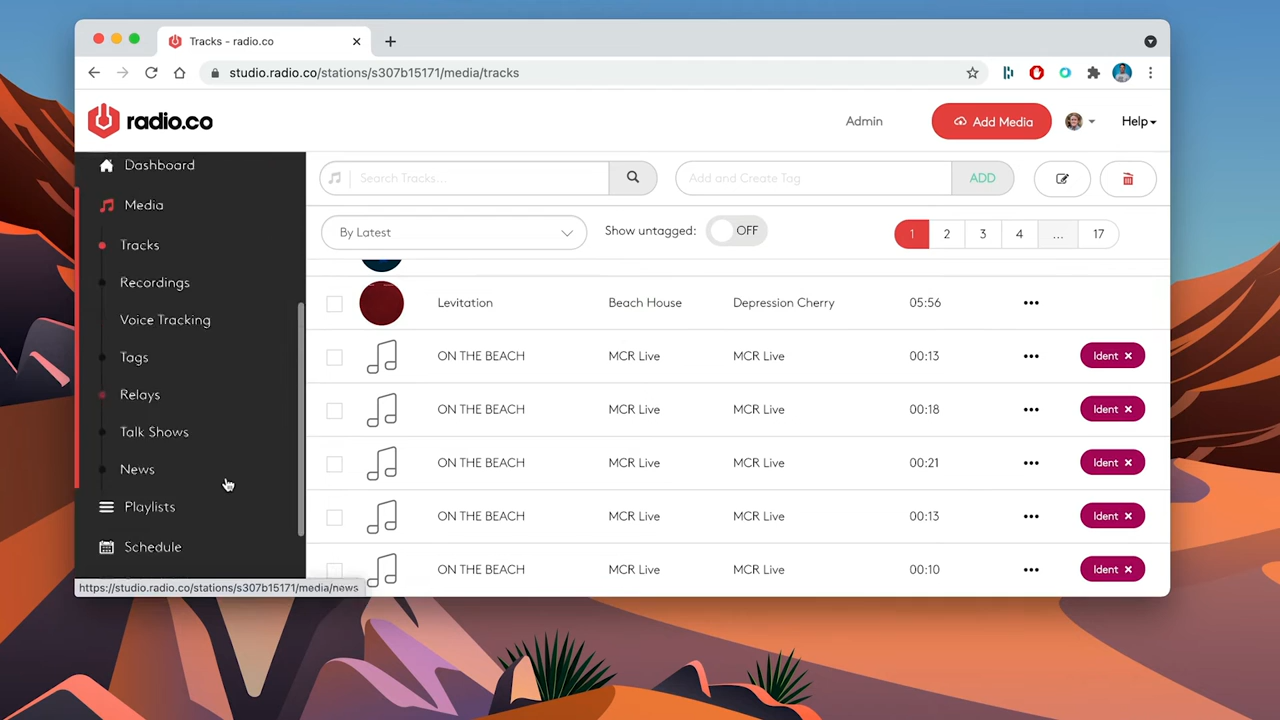 Tracks - radio.co
studio.radio.co/stations/s307b15171/media/tracks
radio.co
Admin
Add Media
Help
Dashboard
Media
Tracks
Recordings
Voice Tracking
Tags
Relays
Talk Shows
News
Playlists
Schedule
https://studio.radio.co/stations/s307b15171/media/news
Search Tracks...
Add and Create Tag
ADD
By Latest
Show untagged:
OFF
1 2 3 4 ... 17
Levitation Beach House Depression Cherry 05:56
ON THE BEACH MCR Live MCR Live 00:13 Ident ×
ON THE BEACH MCR Live MCR Live 00:18 Ident ×
ON THE BEACH MCR Live MCR Live 00:21 Ident ×
ON THE BEACH MCR Live MCR Live 00:13 Ident ×
ON THE BEACH MCR Live MCR Live 00:10 Ident ×